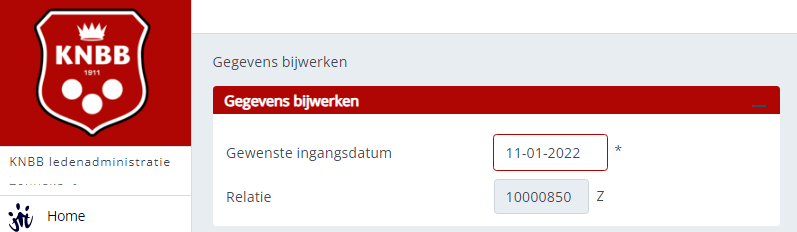 KNBB
1911
KNBB ledenadministratie
Home
Gegevens bijwerken
Gegevens bijwerken
Gewenste ingangsdatum 11-01-2022 *
Relatie 10000850 Z